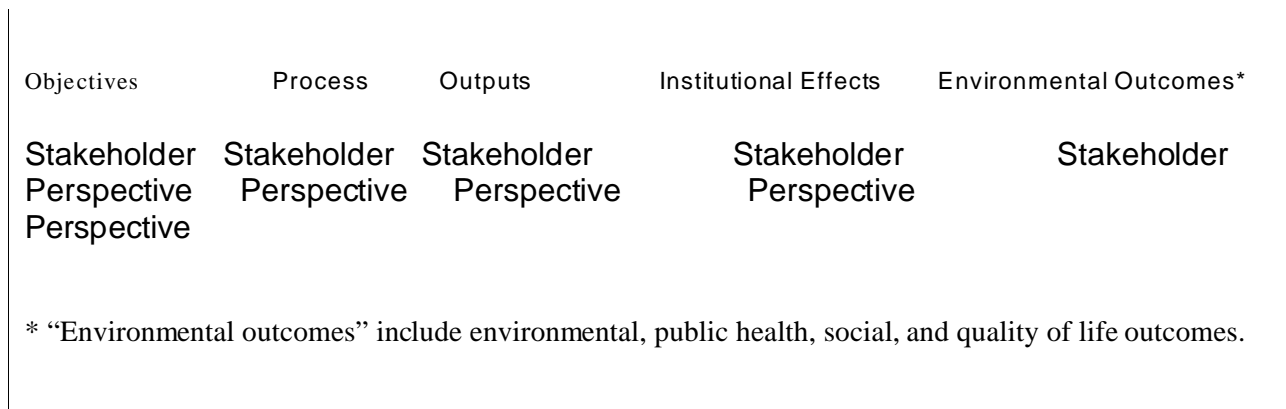 Objectives Process Outputs Institutional Effects Environmental Outcomes*
Stakeholder Stakeholder Stakeholder Stakeholder Stakeholder
Perspective Perspective Perspective Perspective
Perspective
* “Environmental outcomes” include environmental, public health, social, and quality of life outcomes.